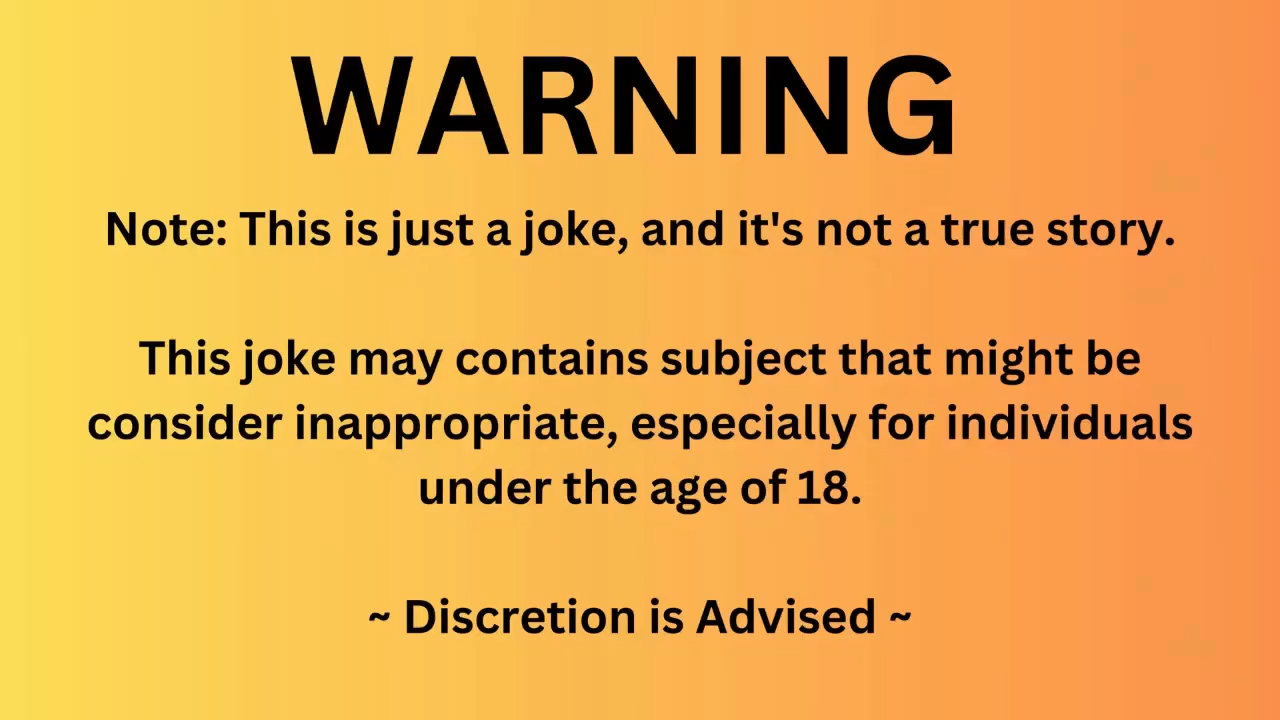 WARNING
Note: This is just a joke, and it's not a true story.
This joke may contains subject that might be
consider inappropriate, especially for individuals
under the age of 18.
~ Discretion is Advised ~